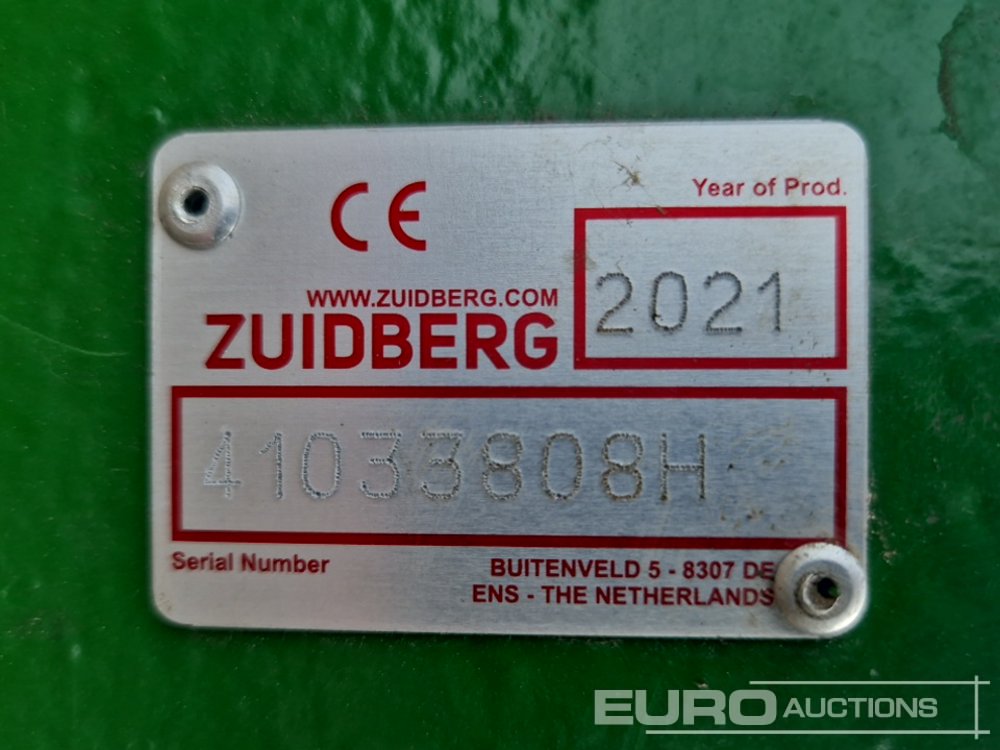 CE
Year of Prod.
2021
WWW.ZUIDBERG.COM
ZUIDBERG
41033808H
Serial Number
BUITENVELD 5 - 8307 DE
ENS - THE NETHERLANDS
EURO AUCTIONS